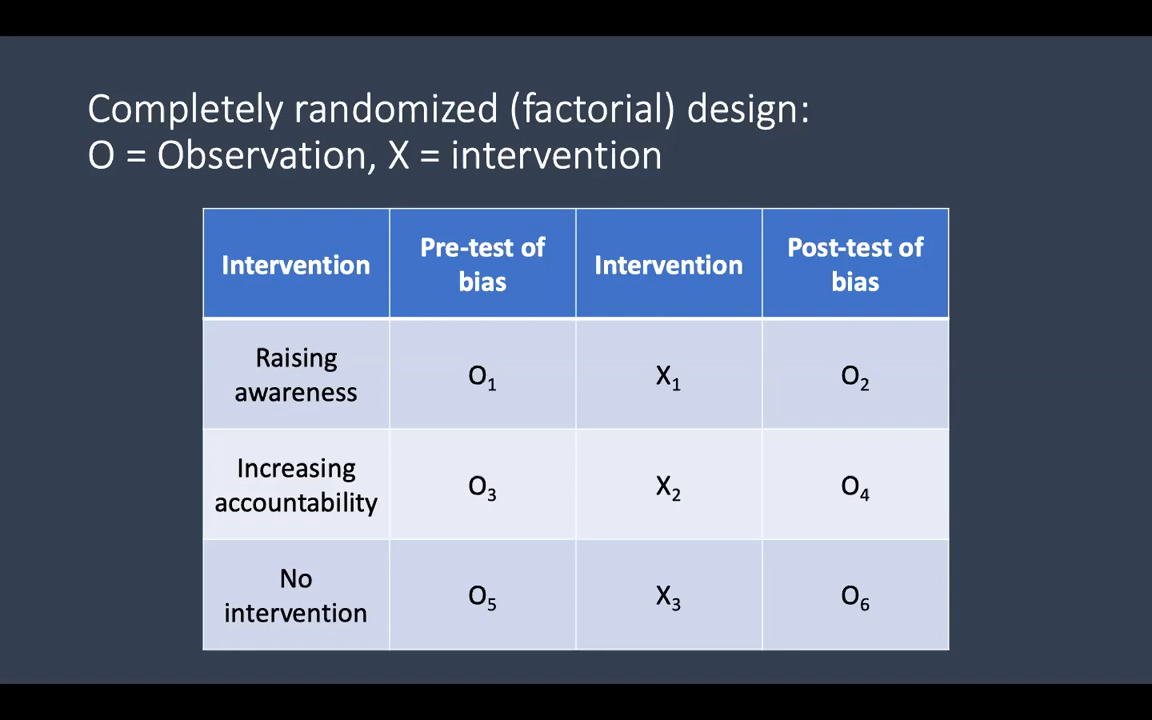 Completely randomized (factorial) design:
O = Observation, X = intervention
Intervention
Pre-test of
bias
Intervention
Post-test of
bias
Raising
awareness
O₁
X₁
O₂
Increasing
accountability
O₃
X₂
O₄
No
intervention
O₅
X₃
O₆